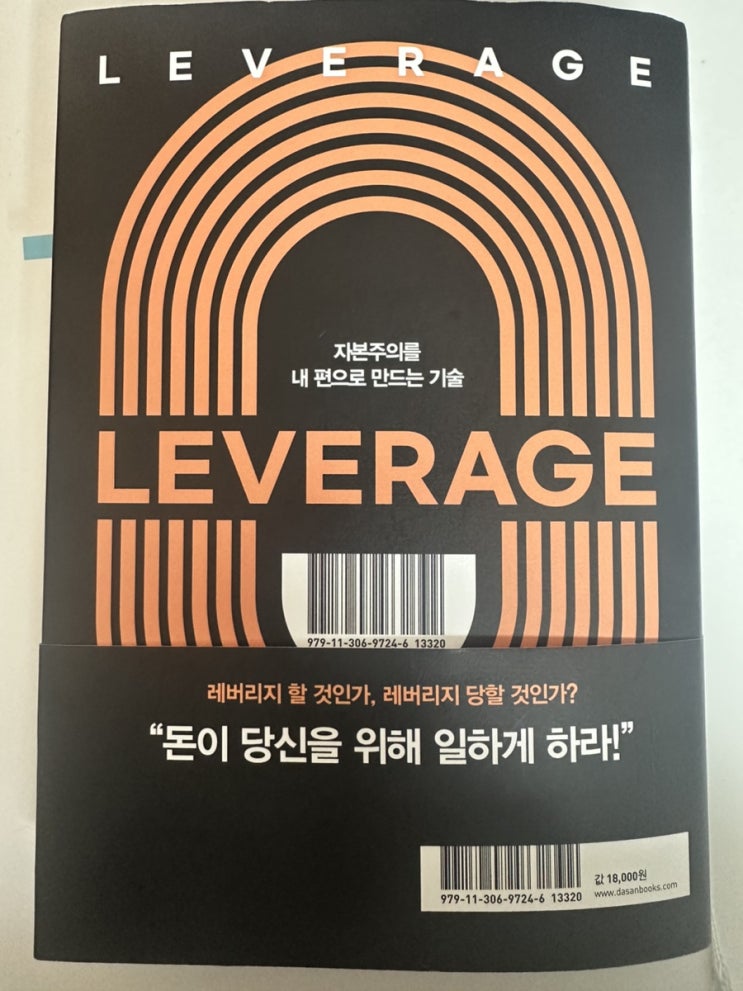 LEVERAGE
자본주의를
내 편으로 만드는 기술
LEVERAGE
979-11-306-9724-6 13320
레버리지 할 것인가, 레버리지 당할 것인가?
“돈이 당신을 위해 일하게 하라!”
값 18,000원
www.dasanbooks.com
979-11-306-9724-6 13320